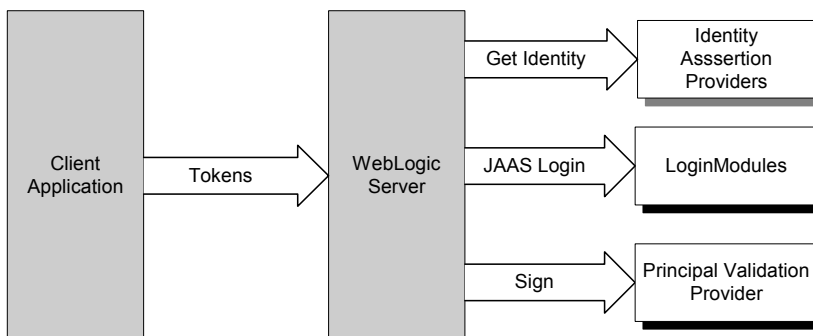 Client
Application
Tokens
WebLogic
Server
Get Identity
Identity
Asssertion
Providers
JAAS Login
LoginModules
Sign
Principal Validation
Provider